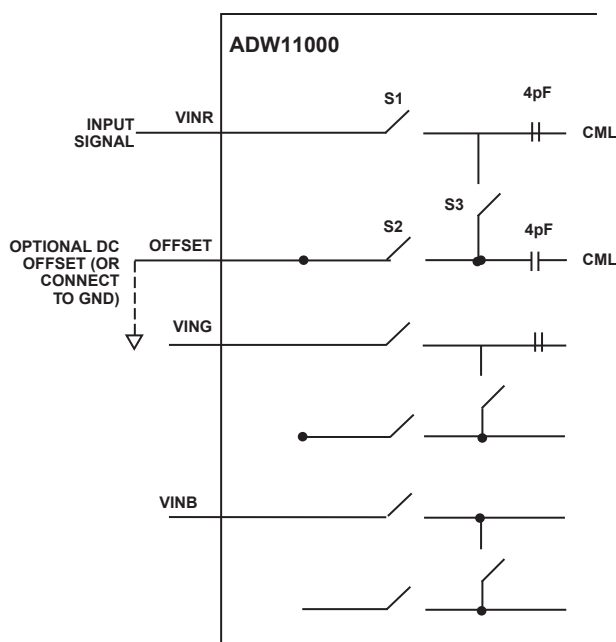 ADW11000
S1
4pF
INPUT
SIGNAL
VINR
CML
S3
S2
4pF
OPTIONAL DC
OFFSET (OR
CONNECT
TO GND)
OFFSET
CML
VING
VINB